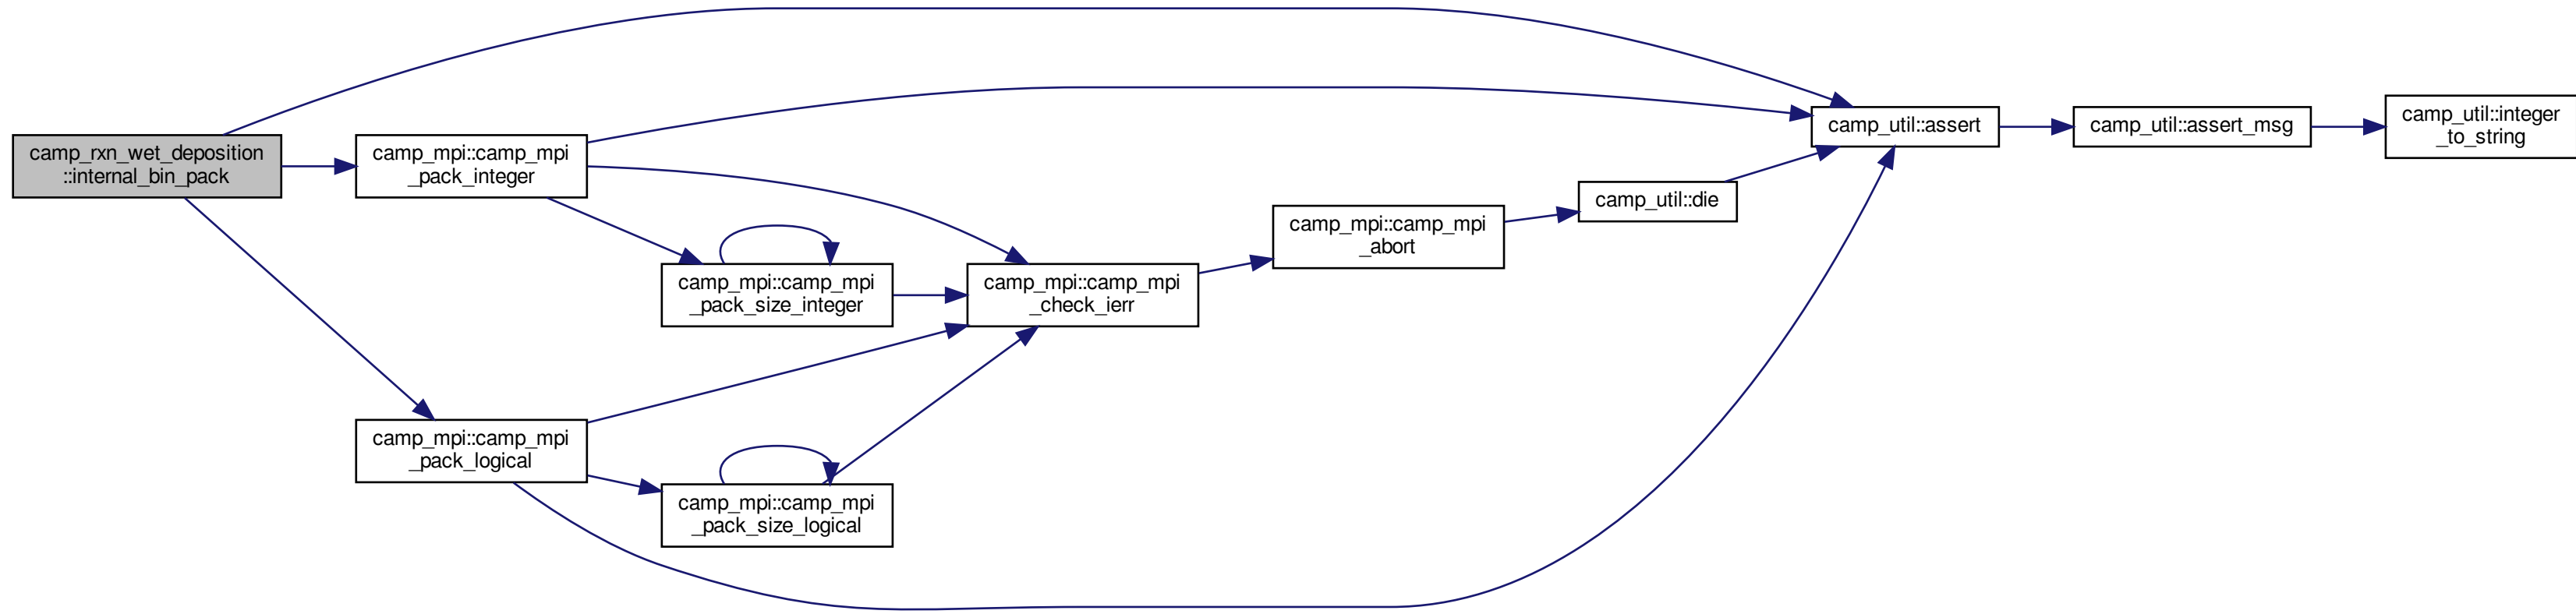 camp_rxn_wet_deposition
::internal_bin_pack
camp_mpi::camp_mpi
_pack_integer
camp_mpi::camp_mpi
_pack_size_integer
camp_mpi::camp_mpi
_check_ierr
camp_mpi::camp_mpi
_abort
camp_util::die
camp_util::assert
camp_util::assert_msg
camp_util::integer
_to_string
camp_mpi::camp_mpi
_pack_logical
camp_mpi::camp_mpi
_pack_size_logical